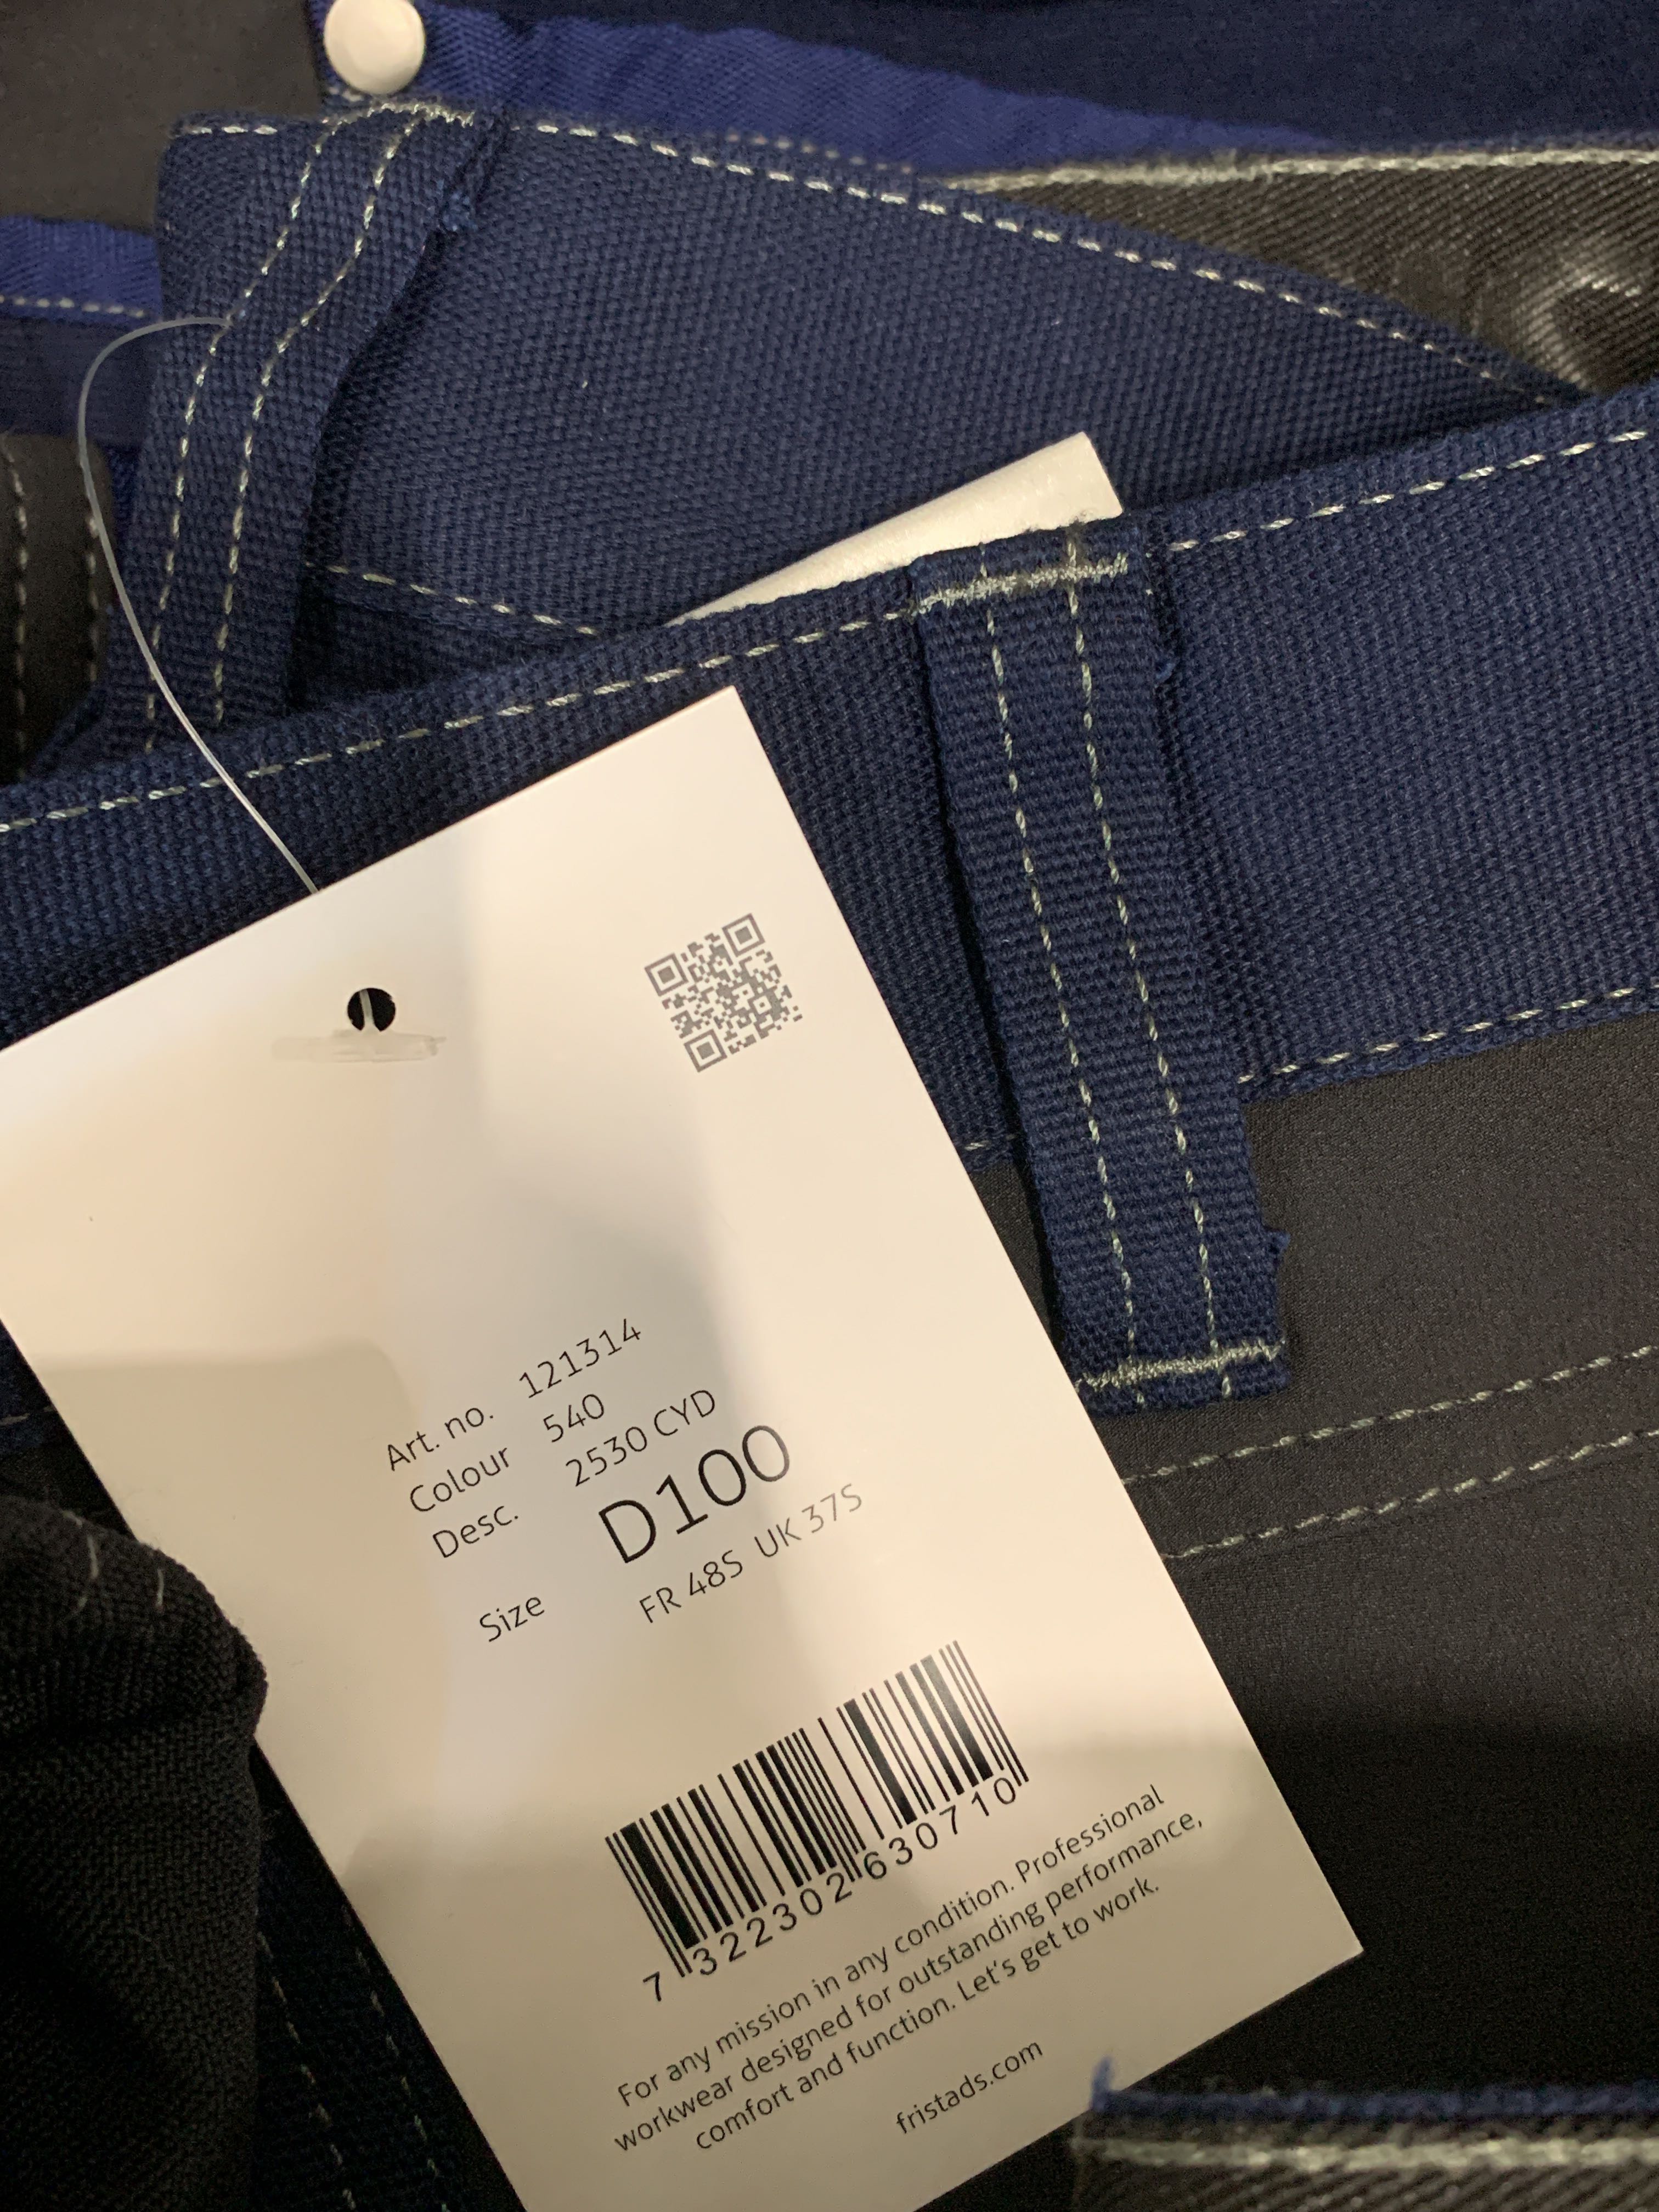 Art. no. 121314
Colour 540
Desc. 2530 CYD
Size D100
FR 48S UK 37S
7 322302 630710
For any mission in any condition. Professional
workwear designed for outstanding performance,
comfort and function. Let's get to work.
fristads.com